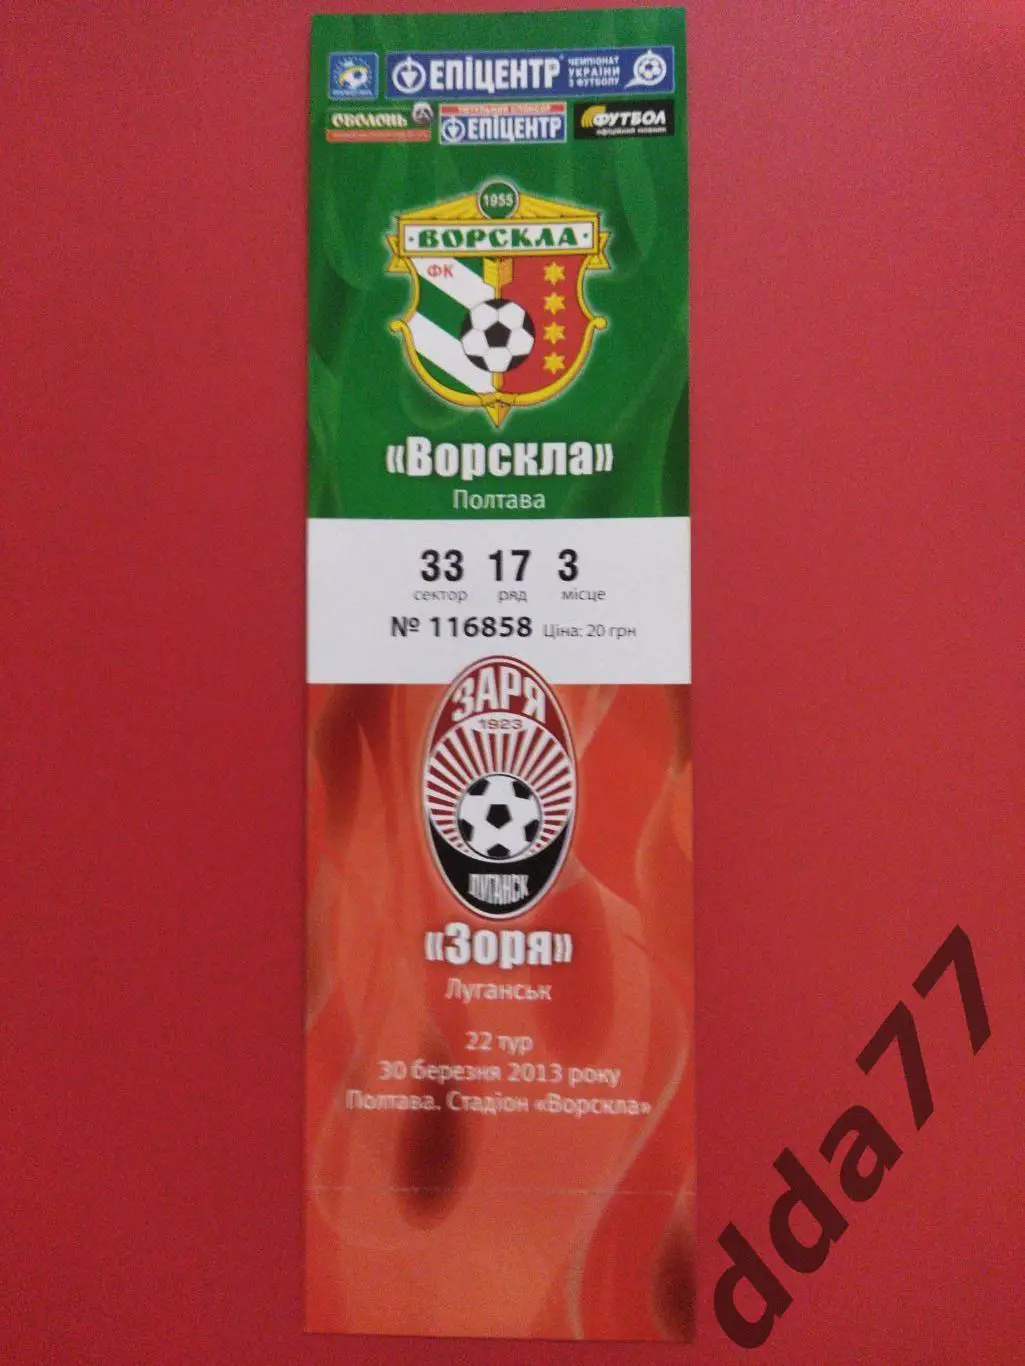 ЕПІЦЕНТР
ЧЕМПІОНАТ
УКРАЇНИ
З ФУТБОЛУ
ОБОЛОНЬ
ТИТУЛЬНИЙ СПОНСОР
ЕПІЦЕНТР
ФУТБОЛ
1955
ВОРСКЛА
ФК
«Ворскла»
Полтава
33 17 3
сектор ряд місце
№ 116858 Ціна: 20 грн
ЗАРЯ
1923
ЛУГАНСК
«Зоря»
Луганськ
22 тур
30 березня 2013 року
Полтава. Стадіон «Ворскла»
dda77